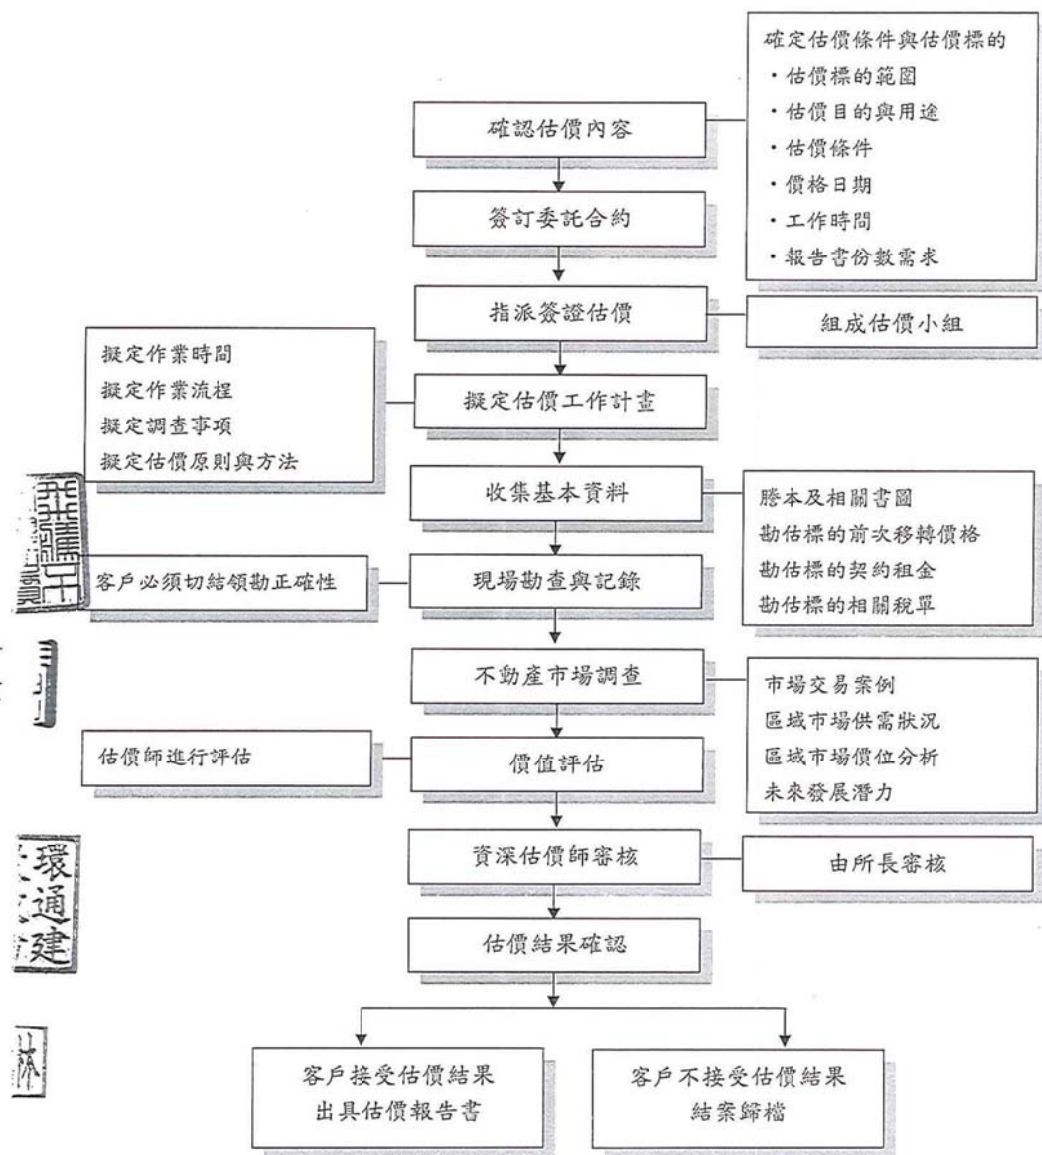 確定估價條件與估價標的
・估價標的範圍
・估價目的與用途
・估價條件
・價格日期
・工作時間
・報告書份數需求
確認估價內容
簽訂委託合約
指派簽證估價
組成估價小組
擬定作業時間
擬定作業流程
擬定調查事項
擬定估價原則與方法
擬定估價工作計畫
收集基本資料
謄本及相關書圖
勘估標的前次移轉價格
勘估標的契約租金
勘估標的相關稅單
客戶必須切結領勘正確性
現場勘查與記錄
不動產市場調查
市場交易案例
區域市場供需狀況
區域市場價位分析
未來發展潛力
估價師進行評估
價值評估
資深估價師審核
由所長審核
估價結果確認
客戶接受估價結果
出具估價報告書
客戶不接受估價結果
結案歸檔
環通建
林